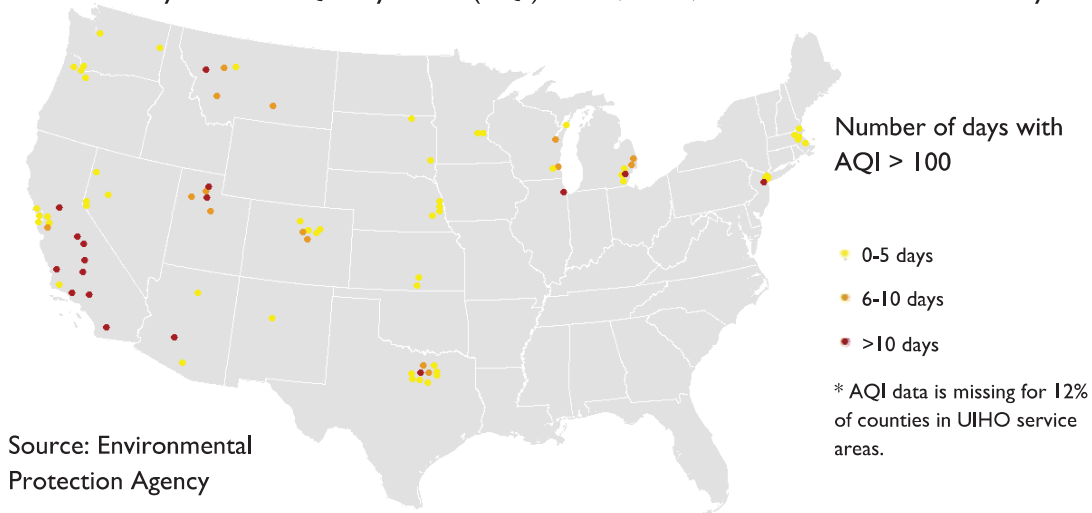 Number of days with
AQI > 100
0-5 days
6-10 days
>10 days
* AQI data is missing for 12%
of counties in UIHO service
areas.
Source: Environmental
Protection Agency